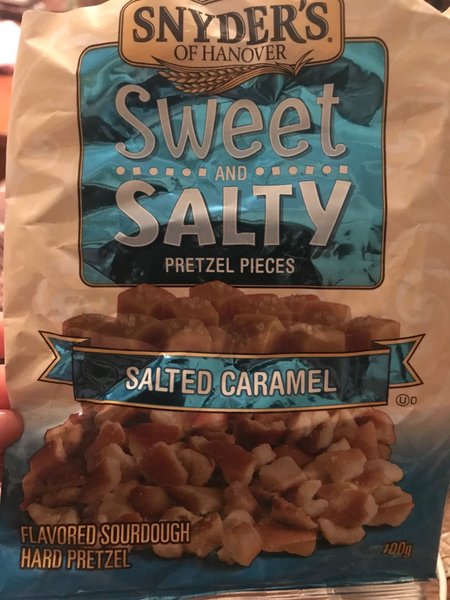 SNYDER'S
OF HANOVER
Sweet
AND
SALTY
PRETZEL PIECES
SALTED CARAMEL
U D
FLAVORED SOURDOUGH
HARD PRETZEL
100g